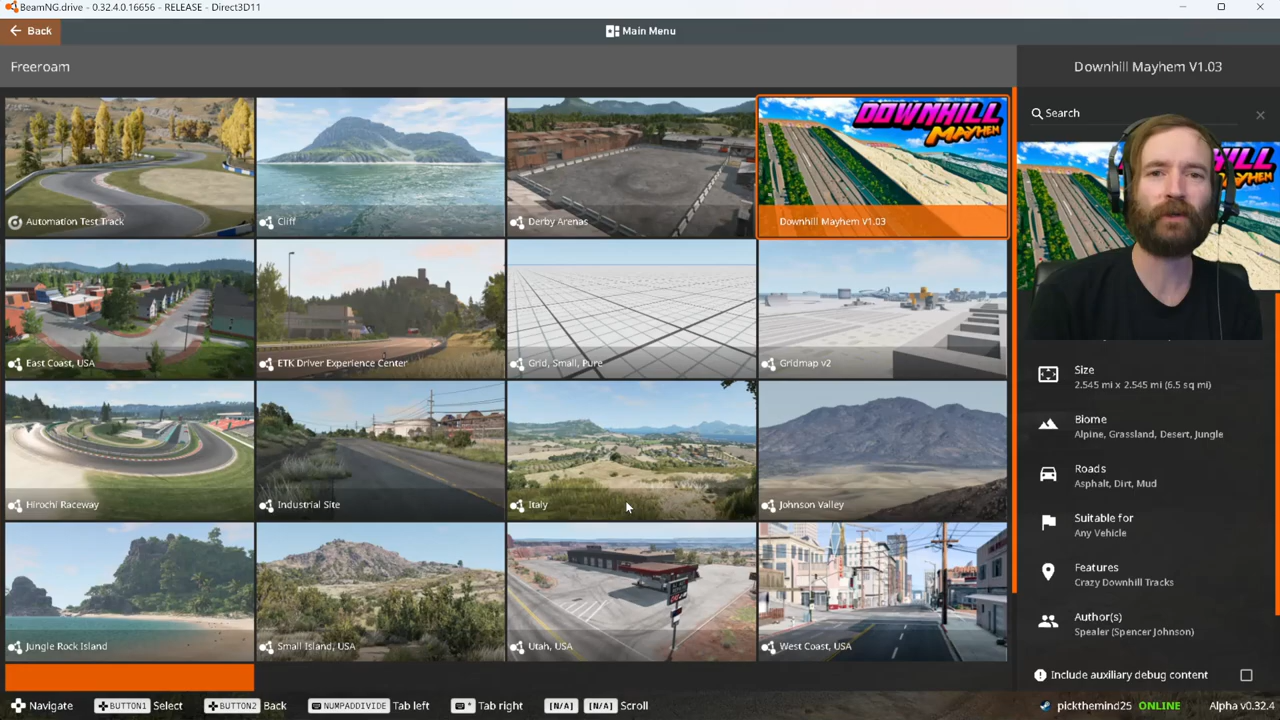 BeamNG.drive - 0.32.4.0.16656 - RELEASE - Direct3D11
Back
Main Menu
Freeroam
Downhill Mayhem V1.03
Search
DOWNHILL
MAYHEM
Automation Test Track
Cliff
Derby Arenas
Downhill Mayhem V1.03
East Coast, USA
ETK Driver Experience Center
Grid, Small, Pure
Gridmap v2
Hirochi Raceway
Industrial Site
Italy
Johnson Valley
Jungle Rock Island
Small Island, USA
Utah, USA
West Coast, USA
Size
2.545 mi x 2.545 mi (6.5 sq mi)
Biome
Alpine, Grassland, Desert, Jungle
Roads
Asphalt, Dirt, Mud
Suitable for
Any Vehicle
Features
Crazy Downhill Tracks
Author(s)
Spealer (Spencer Johnson)
Include auxiliary debug content
Navigate BUTTON1 Select BUTTON2 Back NUMPADDIVIDE Tab left * Tab right [N/A] [N/A] Scroll
pickthemind25 ONLINE Alpha v0.32.4